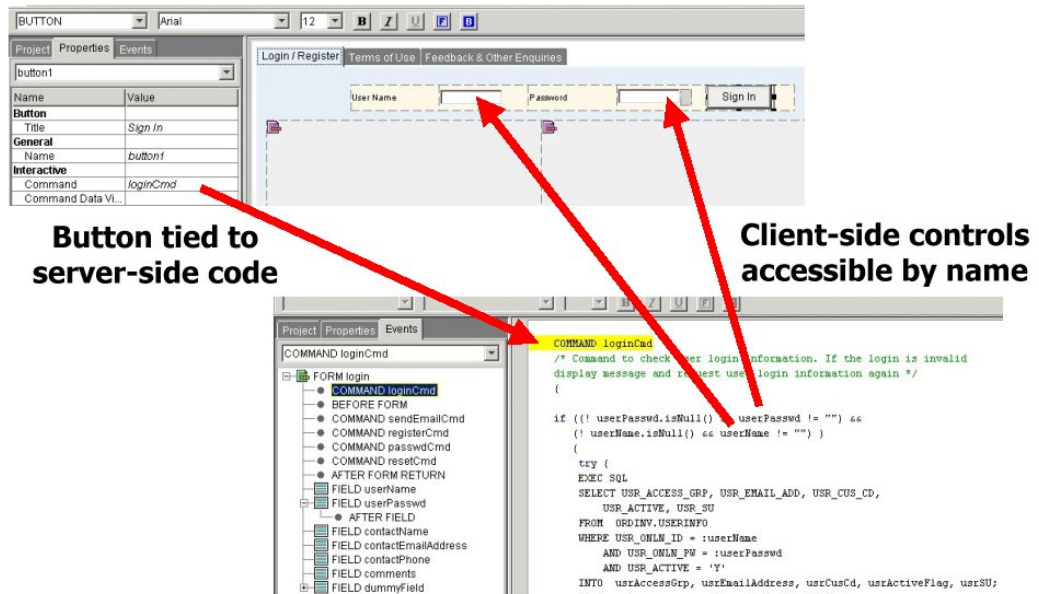 BUTTON Arial 12 B I U F B
Project Properties Events
button1
Name Value
Button
Title Sign In
General
Name button1
Interactive
Command loginCmd
Command Data Vi...
Login / Register Terms of Use Feedback & Other Enquiries
User Name Password Sign In
Button tied to
server-side code
Client-side controls
accessible by name
B I U F
Project Properties Events
COMMAND loginCmd
FORM login
COMMAND loginCmd
BEFORE FORM
COMMAND sendEmailCmd
COMMAND registerCmd
COMMAND passwdCmd
COMMAND resetCmd
AFTER FORM RETURN
FIELD userName
FIELD userPasswd
AFTER FIELD
FIELD contactName
FIELD contactEmailAddress
FIELD contactPhone
FIELD comments
FIELD dummyField
COMMAND loginCmd
/* Command to check user login information. If the login is invalid
display message and request user login information again */
{
if ((! userPasswd.isNull() && userPasswd != "") &&
(! userName.isNull() && userName != "") )
{
try {
EXEC SQL
SELECT USR_ACCESS_GRP, USR_EMAIL_ADD, USR_CUS_CD,
USR_ACTIVE, USR_SU
FROM ORDINV.USERINFO
WHERE USR_ONLN_ID = :userName
AND USR_ONLN_PW = :userPasswd
AND USR_ACTIVE = 'Y'
INTO usrAccessGrp, usrEmailAddress, usrCusCd, usrActiveFlag, usrSU;